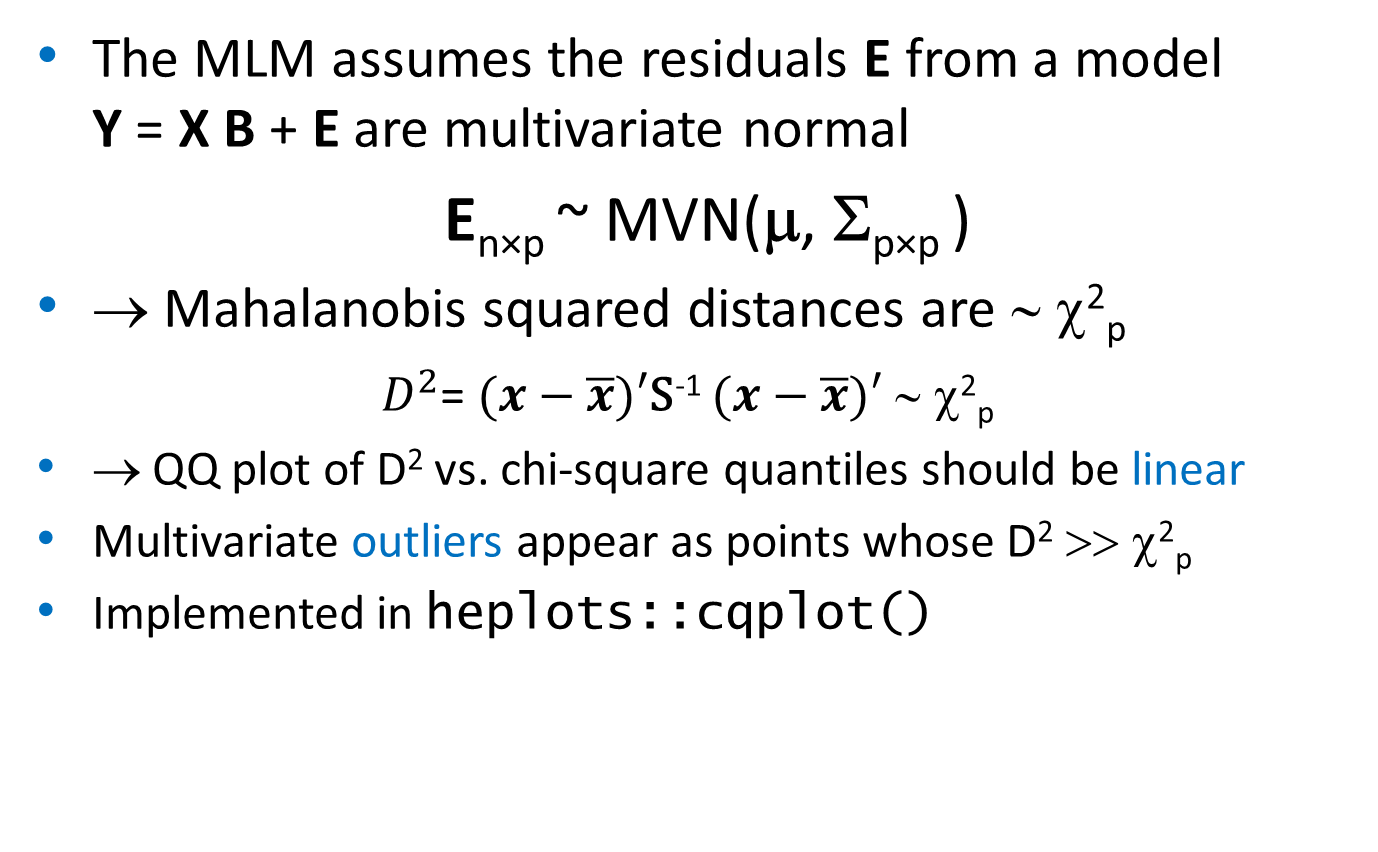 • The MLM assumes the residuals E from a model
Y = X B + E are multivariate normal
Eₙ×ₚ ~ MVN(μ, Σₚ×ₚ )
• → Mahalanobis squared distances are ~ χ²ₚ
D²= (x − x̅)′S⁻¹ (x − x̅)′ ~ χ²ₚ
• → QQ plot of D² vs. chi-square quantiles should be linear
• Multivariate outliers appear as points whose D² >> χ²ₚ
• Implemented in heplots::cqplot()